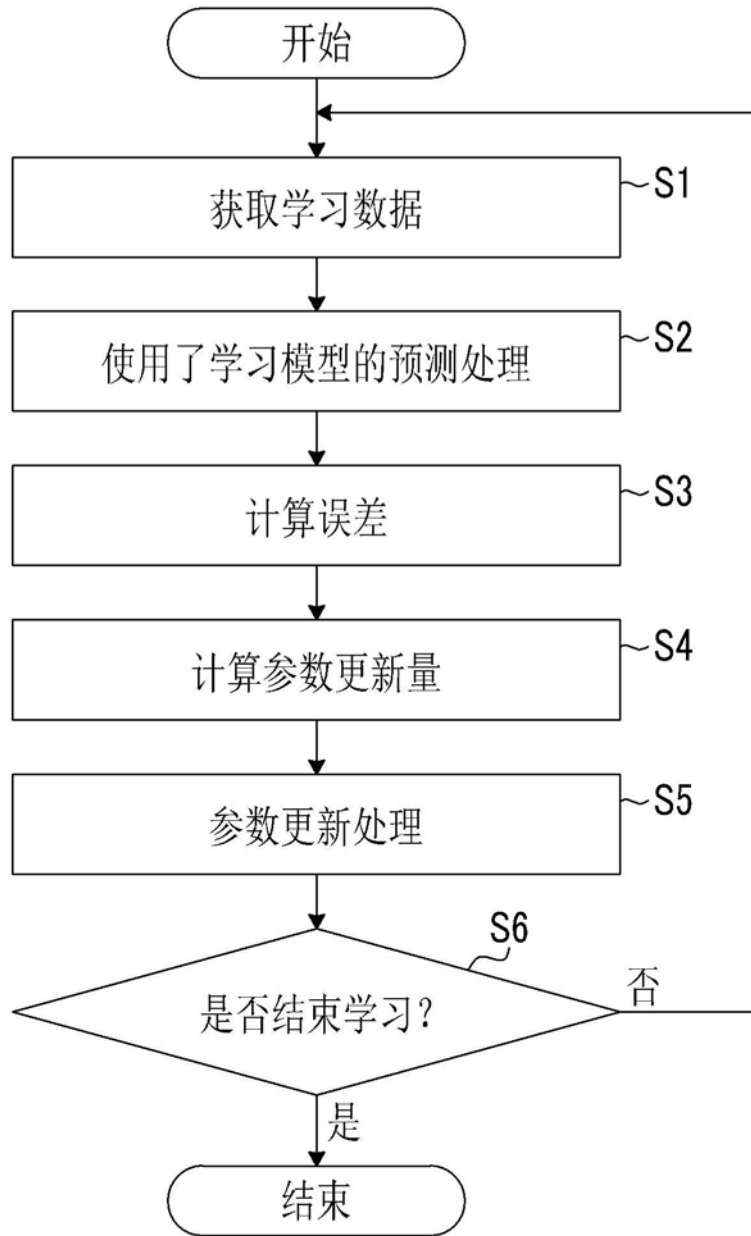 开始
获取学习数据
S1
使用了学习模型的预测处理
S2
计算误差
S3
计算参数更新量
S4
参数更新处理
S5
S6
是否结束学习?
否
是
结束